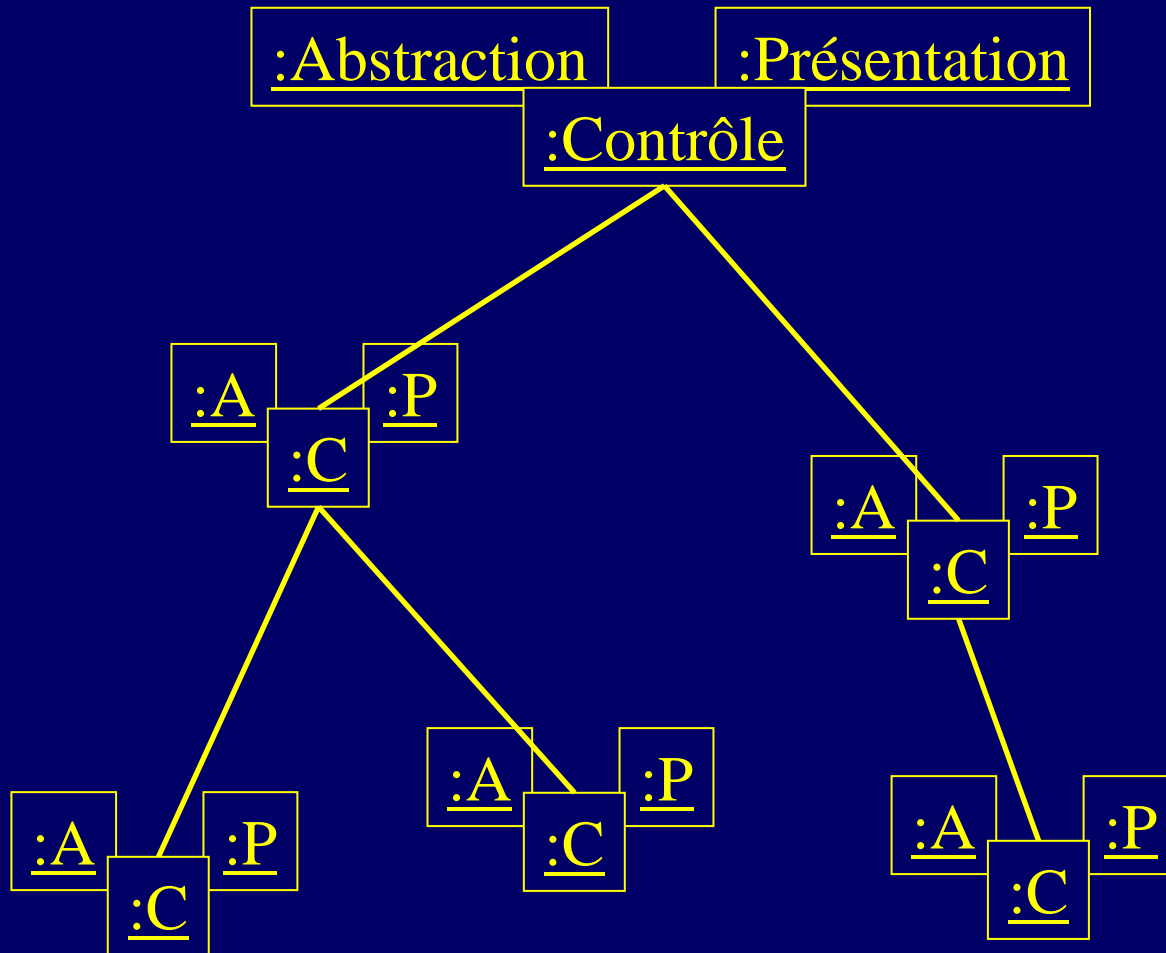 :Abstraction :Présentation
:Contrôle
:A :P
:C
:A :P
:C
:A :P
:C
:A :P
:C
:A :P
:C